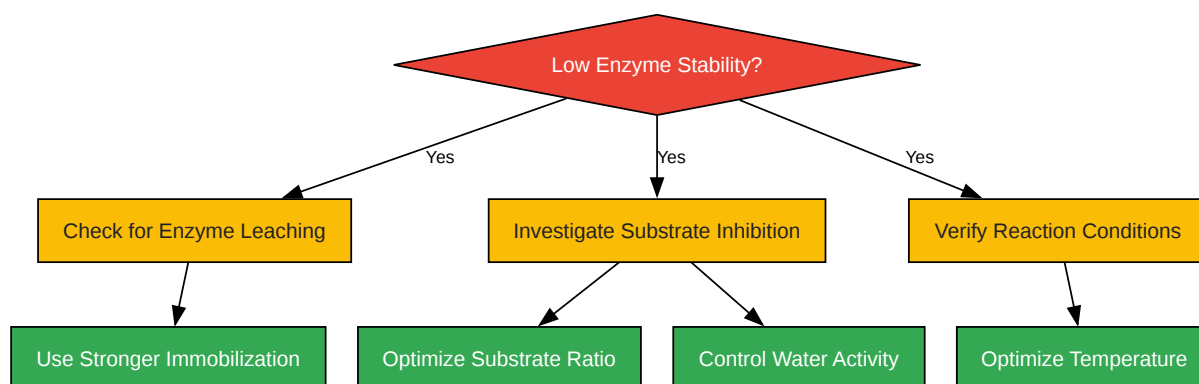 Low Enzyme Stability?
Yes
Yes
Yes
Check for Enzyme Leaching
Investigate Substrate Inhibition
Verify Reaction Conditions
Use Stronger Immobilization
Optimize Substrate Ratio
Control Water Activity
Optimize Temperature